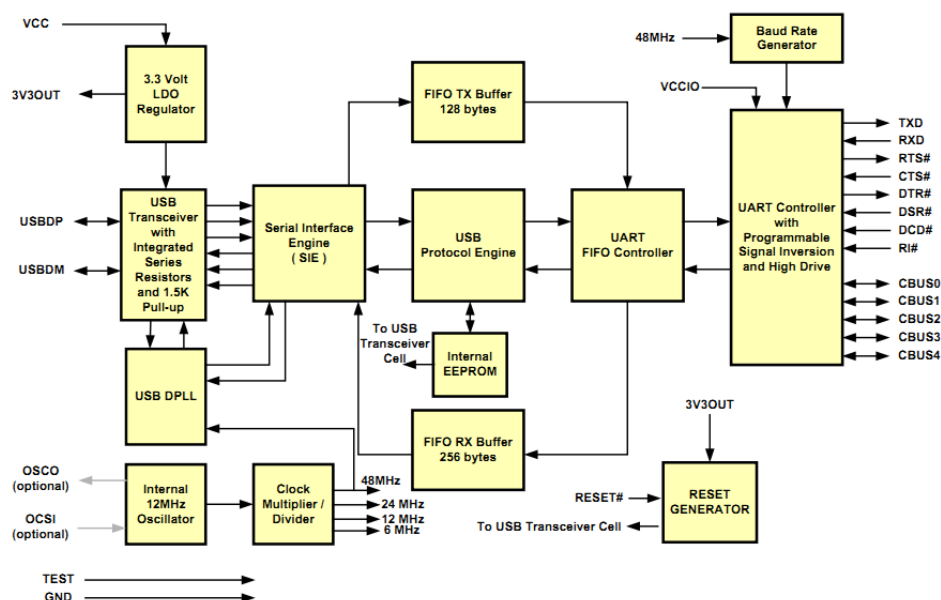 VCC
3.3 Volt
LDO
Regulator
3V3OUT
FIFO TX Buffer
128 bytes
48MHz
Baud Rate
Generator
VCCIO
USBDP
USBDM
USB
Transceiver
with
Integrated
Series
Resistors
and 1.5K
Pull-up
Serial Interface
Engine
( SIE )
USB
Protocol Engine
UART
FIFO Controller
UART Controller
with
Programmable
Signal Inversion
and High Drive
TXD
RXD
RTS#
CTS#
DTR#
DSR#
DCD#
RI#
CBUS0
CBUS1
CBUS2
CBUS3
CBUS4
To USB
Transceiver
Cell
Internal
EEPROM
USB DPLL
FIFO RX Buffer
256 bytes
3V3OUT
OSCO
(optional)
OCSI
(optional)
Internal
12MHz
Oscillator
Clock
Multiplier /
Divider
48MHz
24 MHz
12 MHz
6 MHz
RESET#
To USB Transceiver Cell
RESET
GENERATOR
TEST
GND